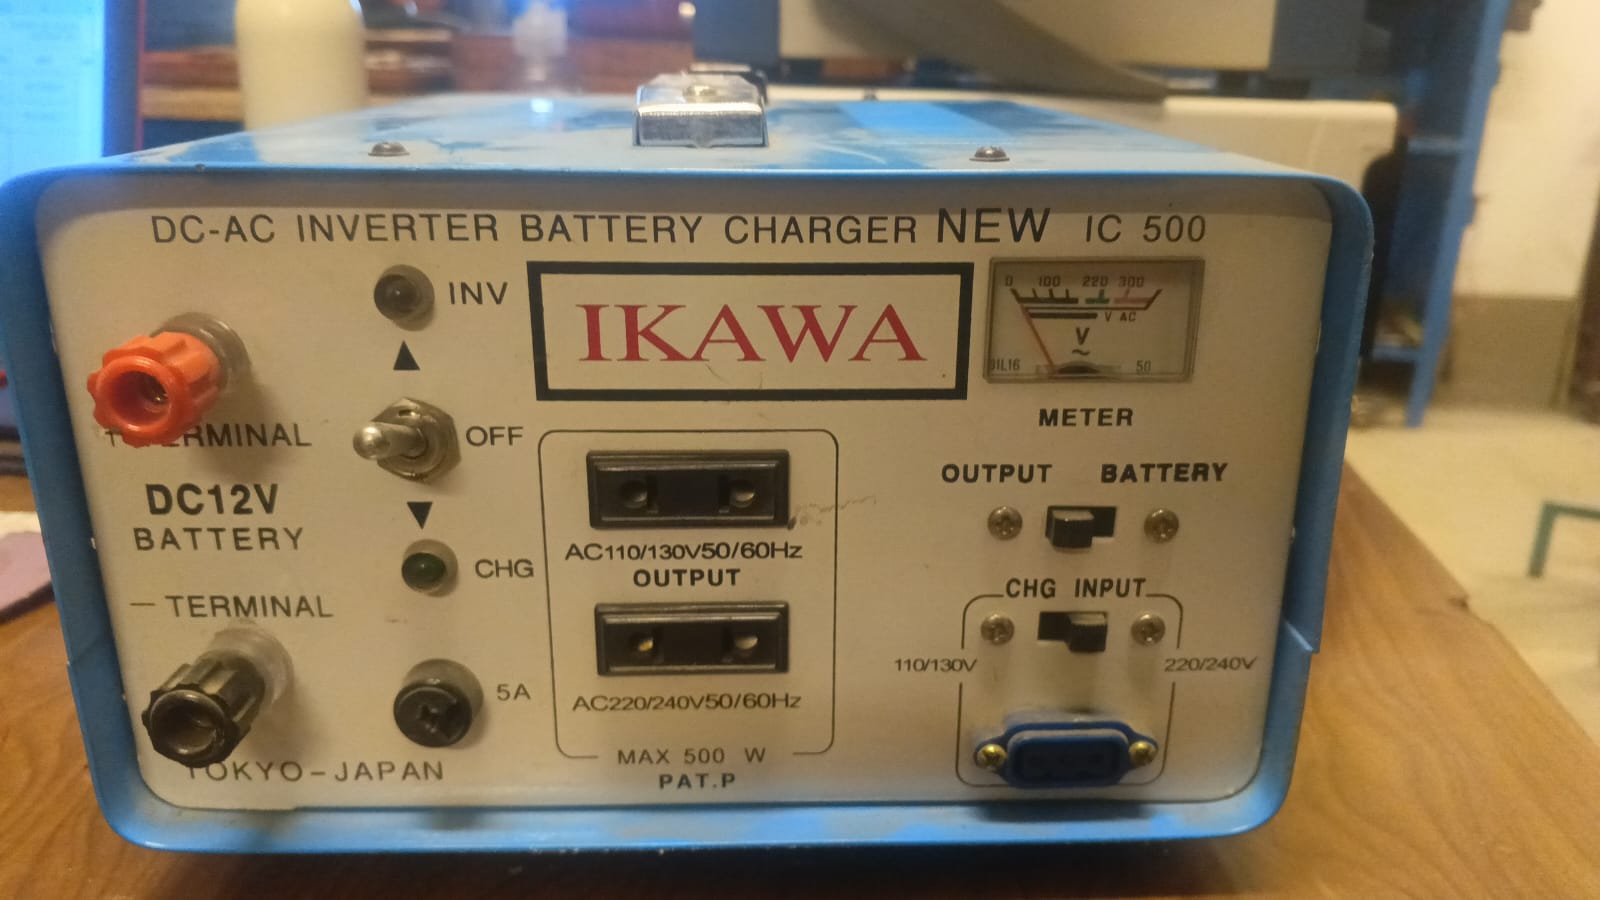 DC-AC INVERTER BATTERY CHARGER NEW IC 500
INV
IKAWA
0 100 220 300
V AC
V
~
50
METER
+ TERMINAL
OFF
OUTPUT BATTERY
DC12V
BATTERY
CHG
AC110/130V50/60Hz
OUTPUT
CHG INPUT
— TERMINAL
110/130V
220/240V
5A
AC220/240V50/60Hz
MAX 500 W
PAT.P
TOKYO-JAPAN